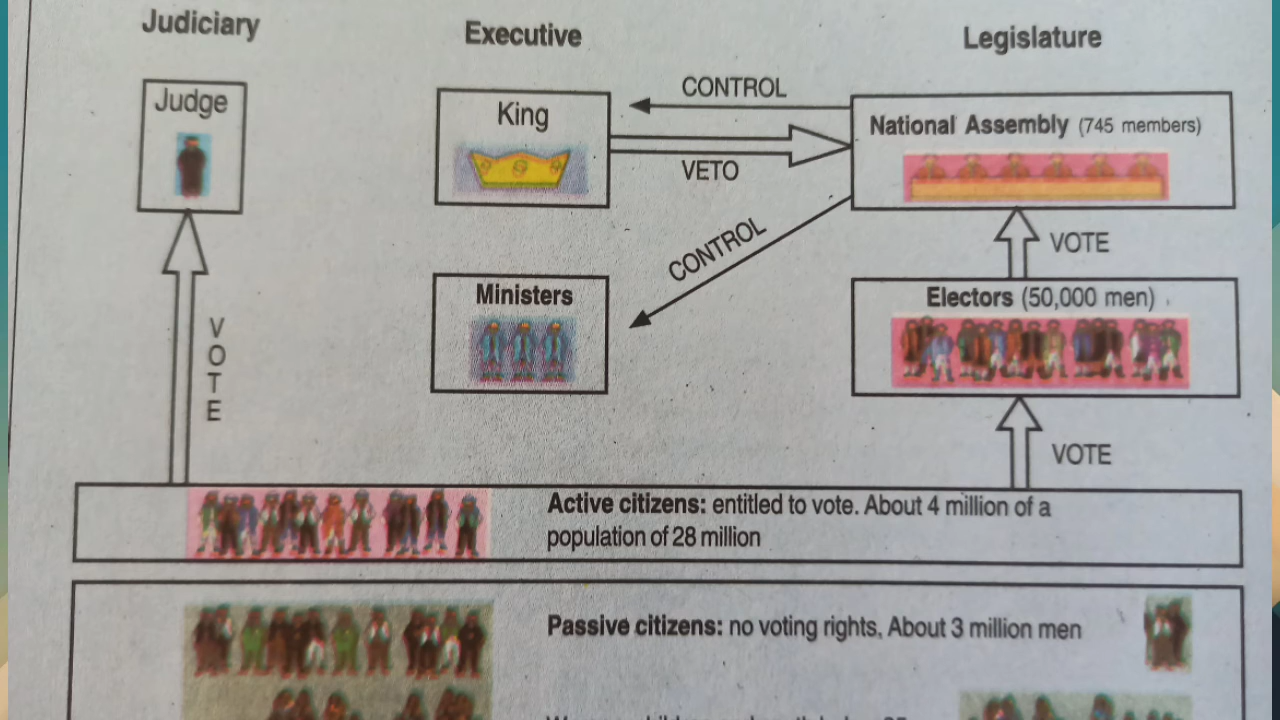 Judiciary
Executive
Legislature
Judge
King
CONTROL
VETO
National Assembly (745 members)
CONTROL
VOTE
Ministers
Electors (50,000 men)
V
O
T
E
VOTE
Active citizens: entitled to vote. About 4 million of a
population of 28 million
Passive citizens: no voting rights. About 3 million men